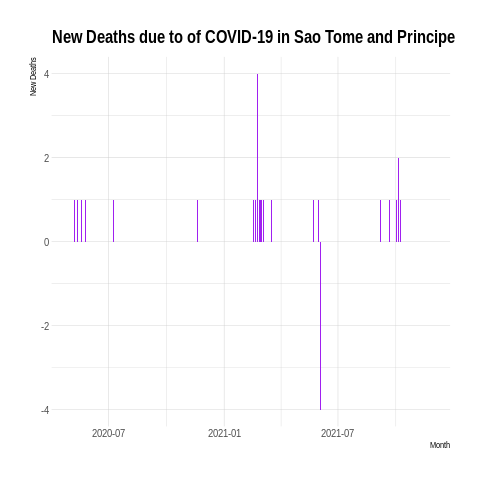 New Deaths due to of COVID-19 in Sao Tome and Principe
New Deaths
4
2
0
-2
-4
2020-07
2021-01
2021-07
Month